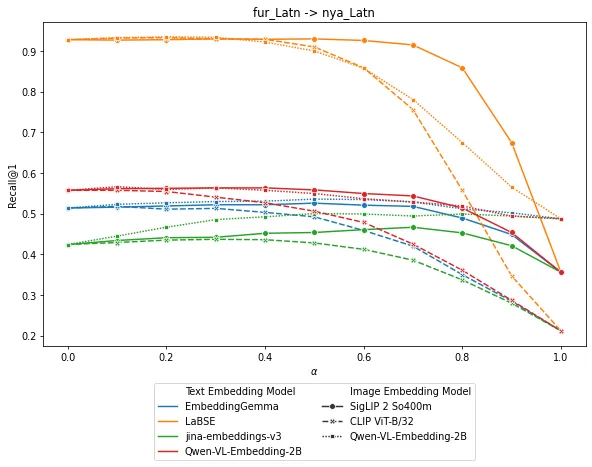 fur_Latn -> nya_Latn
Recall@1
0.9
0.8
0.7
0.6
0.5
0.4
0.3
0.2
0.0
0.2
0.4
0.6
0.8
1.0
α
Text Embedding Model
EmbeddingGemma
LaBSE
jina-embeddings-v3
Qwen-VL-Embedding-2B
Image Embedding Model
SigLIP 2 So400m
CLIP ViT-B/32
Qwen-VL-Embedding-2B